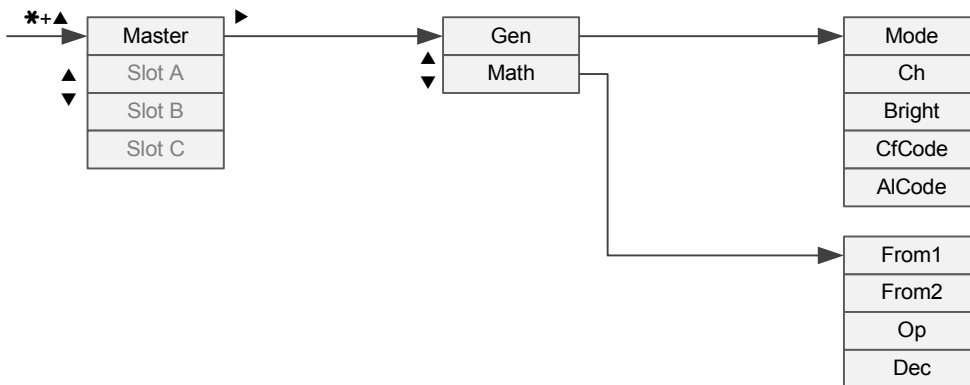 ✱+▲
▶
Master
Slot A
Slot B
Slot C
▲
▼
Gen
Math
▲
▼
Mode
Ch
Bright
CfCode
AlCode
From1
From2
Op
Dec